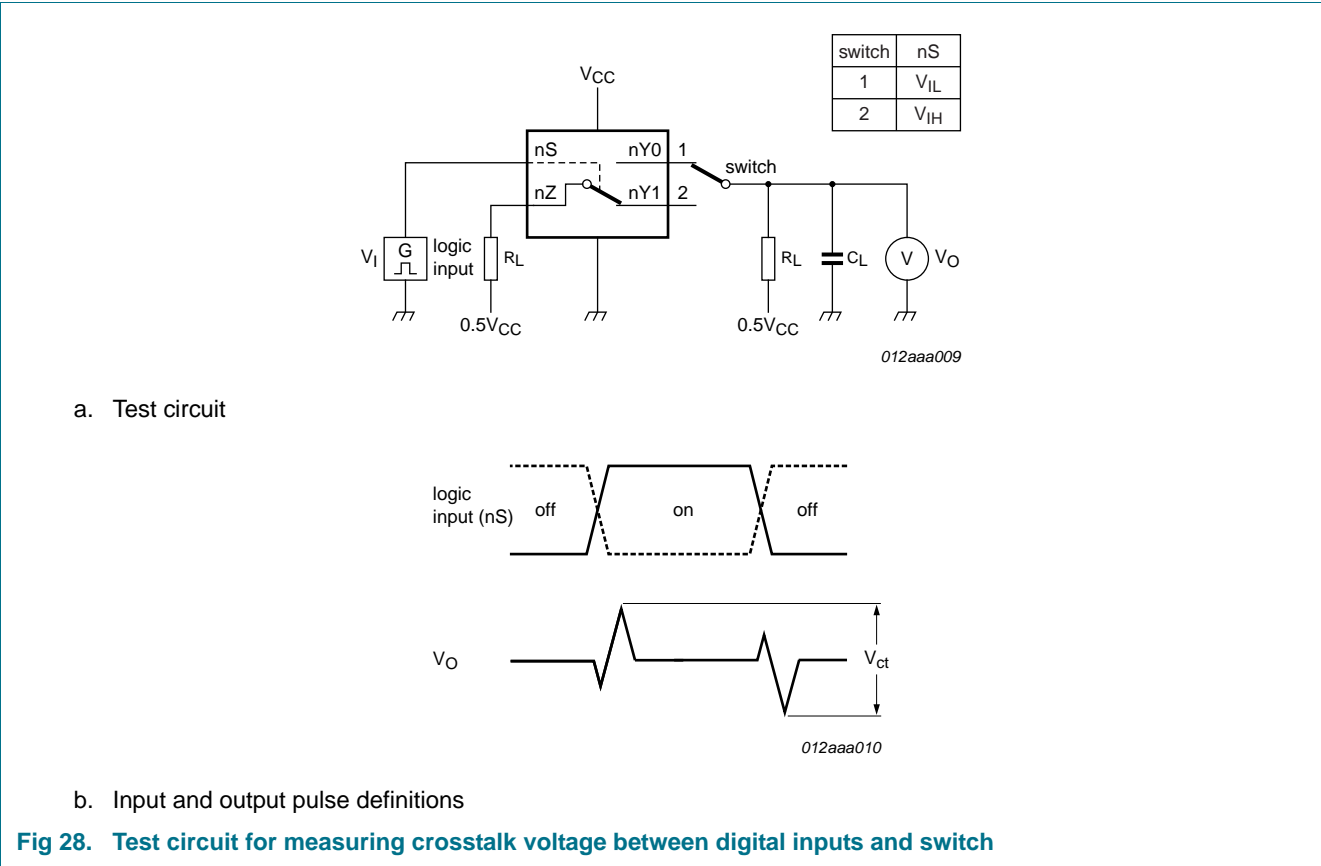 switch nS
1 VIL
2 VIH
VCC
nS nY0 1
switch
nZ nY1 2
VI G logic
input
RL
RL CL V VO
0.5VCC
0.5VCC
012aaa009
a. Test circuit
logic
input (nS) off on off
VO
Vct
012aaa010
b. Input and output pulse definitions
Fig 28. Test circuit for measuring crosstalk voltage between digital inputs and switch